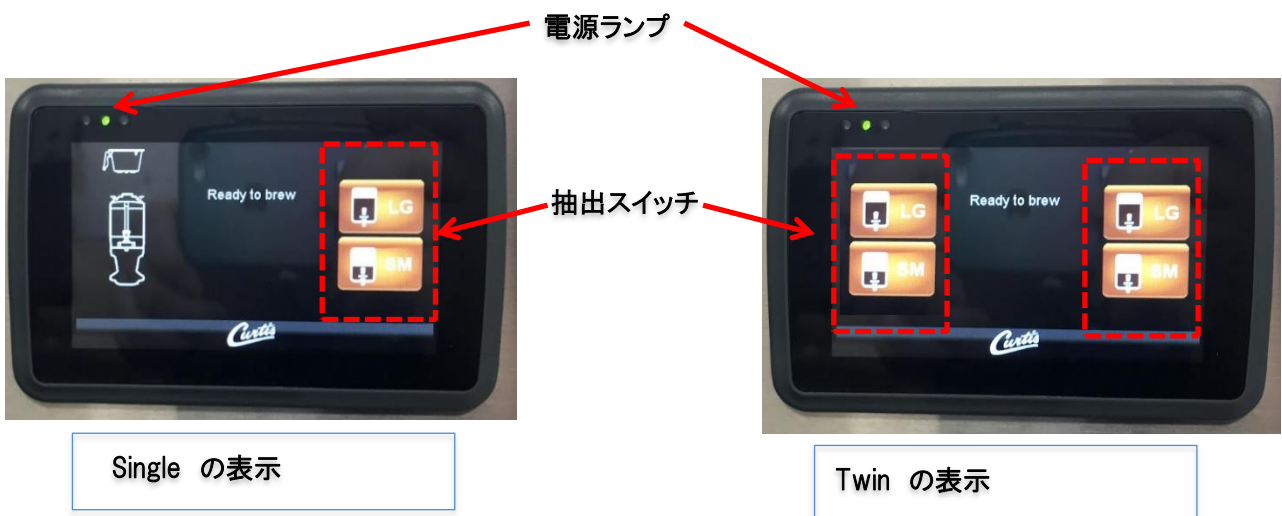 電源ランプ
Ready to brew
LG
SM
Curtis
抽出スイッチ
LG
SM
Ready to brew
LG
SM
Curtis
Single の表示
Twin の表示